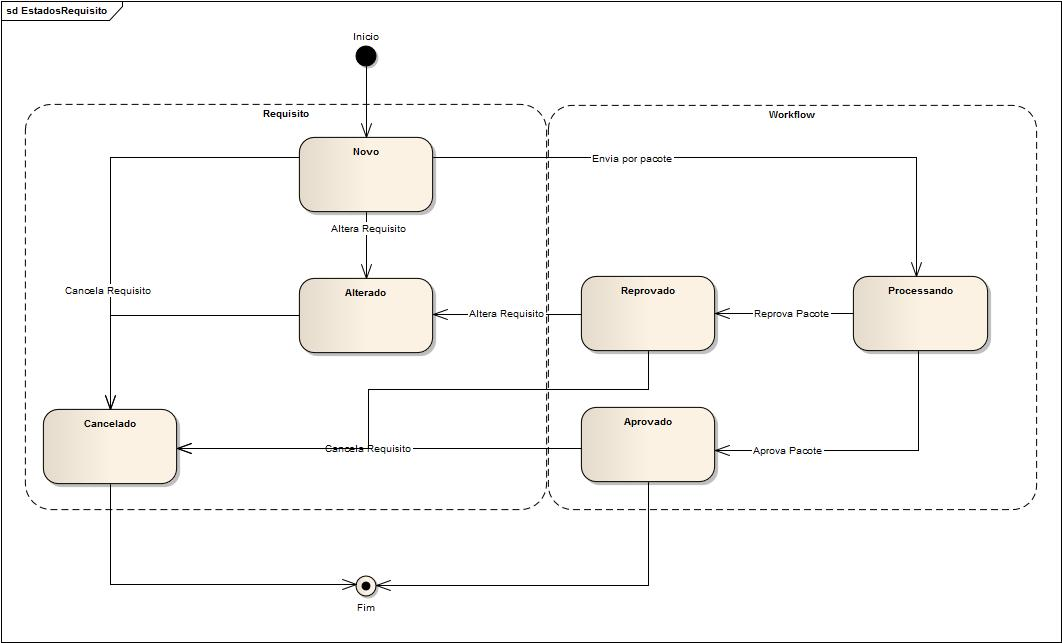 sd EstadosRequisito
Inicio
Requisito
Workflow
Novo
Envia por pacote
Altera Requisito
Cancela Requisito
Alterado
Altera Requisito
Reprovado
Reprova Pacote
Processando
Cancelado
Cancela Requisito
Aprovado
Aprova Pacote
Fim